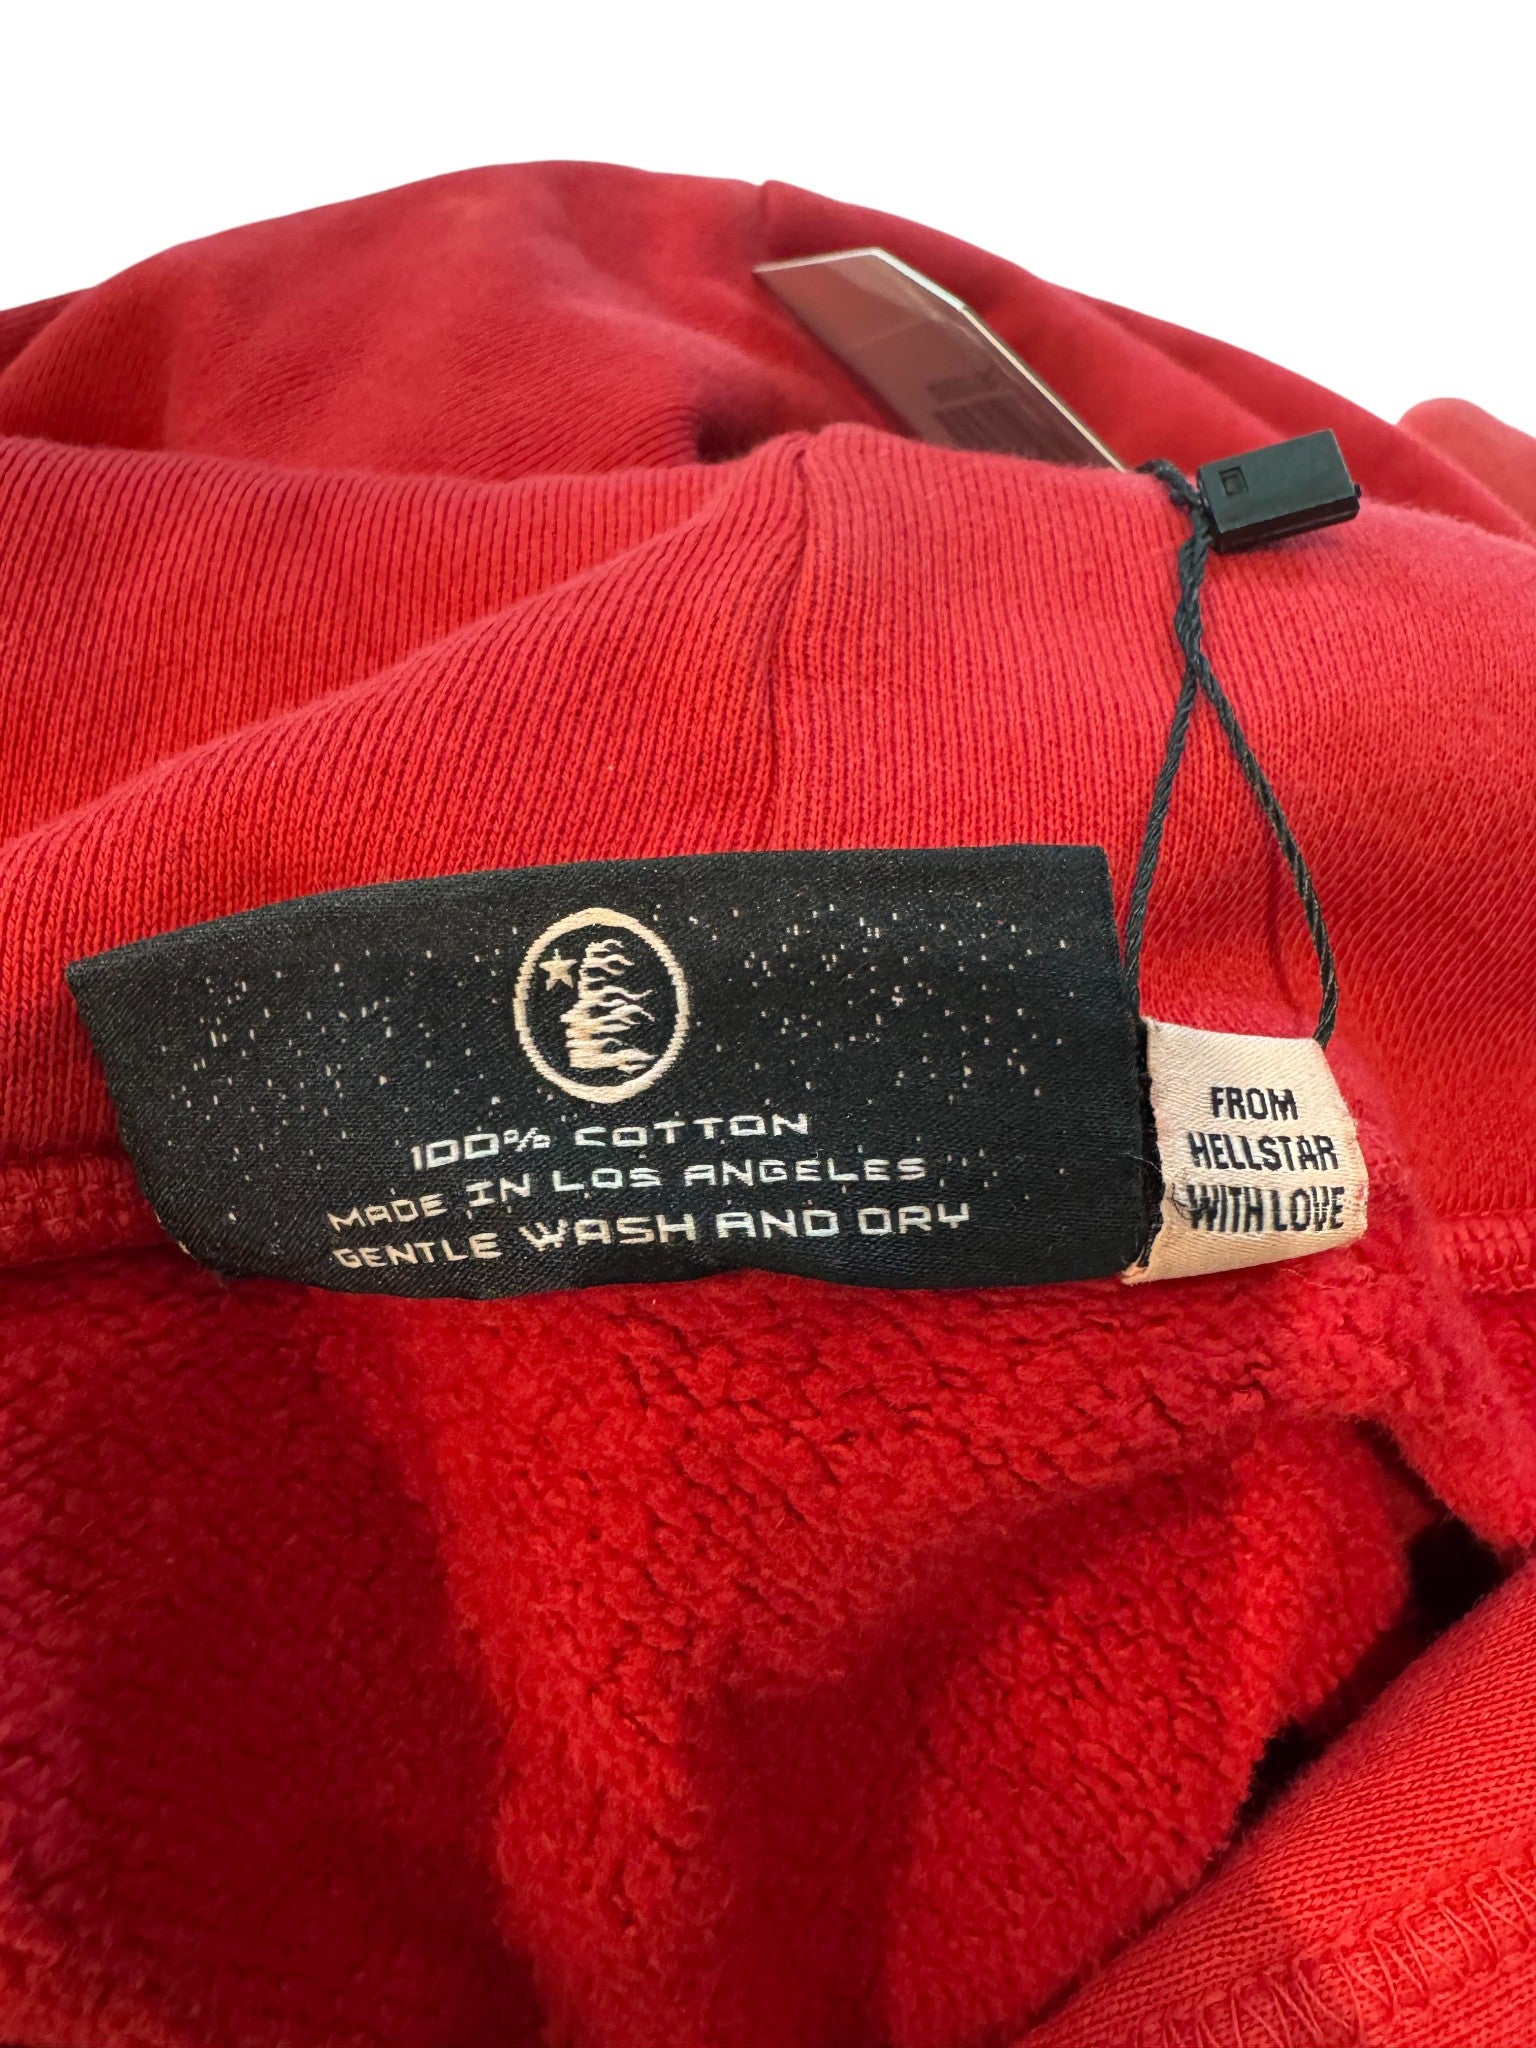 100% COTTON
MADE IN LOS ANGELES
GENTLE WASH AND DRY
FROM
HELLSTAR
WITH LOVE